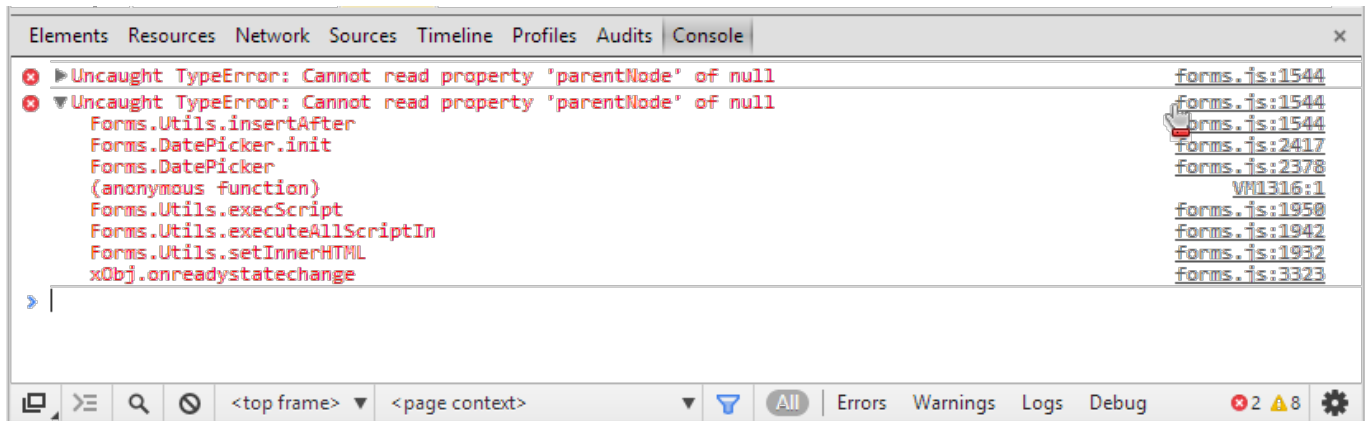 Elements Resources Network Sources Timeline Profiles Audits Console ×
▶Uncaught TypeError: Cannot read property 'parentNode' of null forms.js:1544
▼Uncaught TypeError: Cannot read property 'parentNode' of null forms.js:1544
Forms.Utils.insertAfter forms.js:1544
Forms.DatePicker.init forms.js:2417
Forms.DatePicker forms.js:2378
(anonymous function) VM1316:1
Forms.Utils.execScript forms.js:1950
Forms.Utils.executeAllScriptIn forms.js:1942
Forms.Utils.setInnerHTML forms.js:1932
xObj.onreadystatechange forms.js:3323
<top frame> ▼ <page context> ▼ All Errors Warnings Logs Debug 2 8